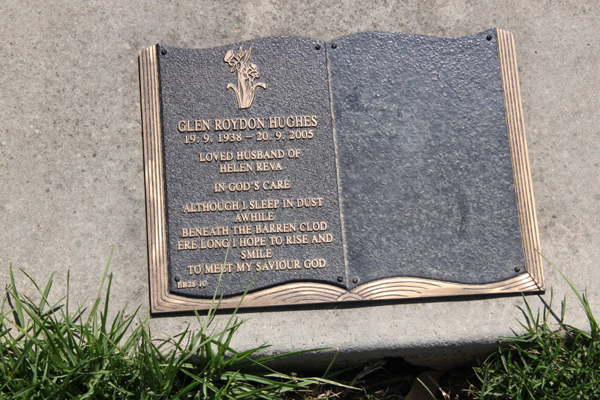 GLEN ROYDON HUGHES
19. 9. 1938 – 20. 9. 2005
LOVED HUSBAND OF
HELEN REVA
IN GOD'S CARE
ALTHOUGH I SLEEP IN DUST
AWHILE
BENEATH THE BARREN CLOD
ERE LONG I HOPE TO RISE AND
SMILE
TO MEET MY SAVIOUR GOD
EB28 10